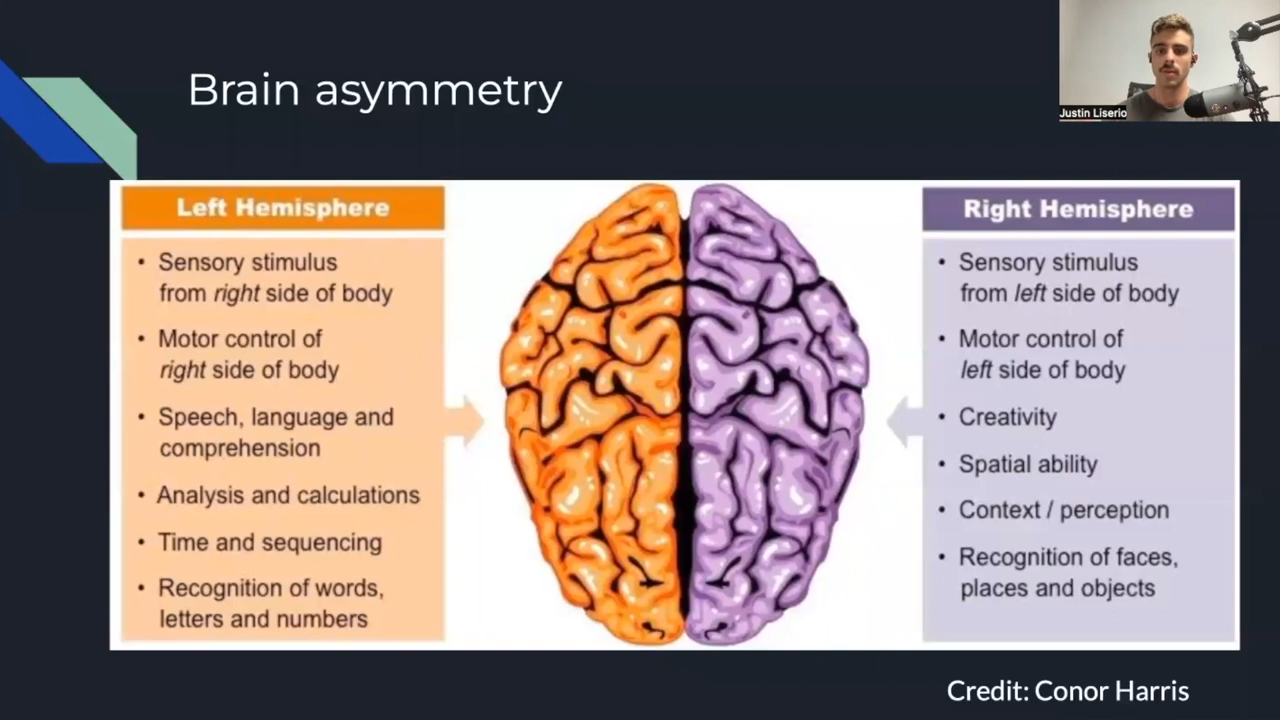 Brain asymmetry
Justin Liserio
Left Hemisphere
• Sensory stimulus
from right side of body
• Motor control of
right side of body
• Speech, language and
comprehension
• Analysis and calculations
• Time and sequencing
• Recognition of words,
letters and numbers
Right Hemisphere
• Sensory stimulus
from left side of body
• Motor control of
left side of body
• Creativity
• Spatial ability
• Context / perception
• Recognition of faces,
places and objects
Credit: Conor Harris